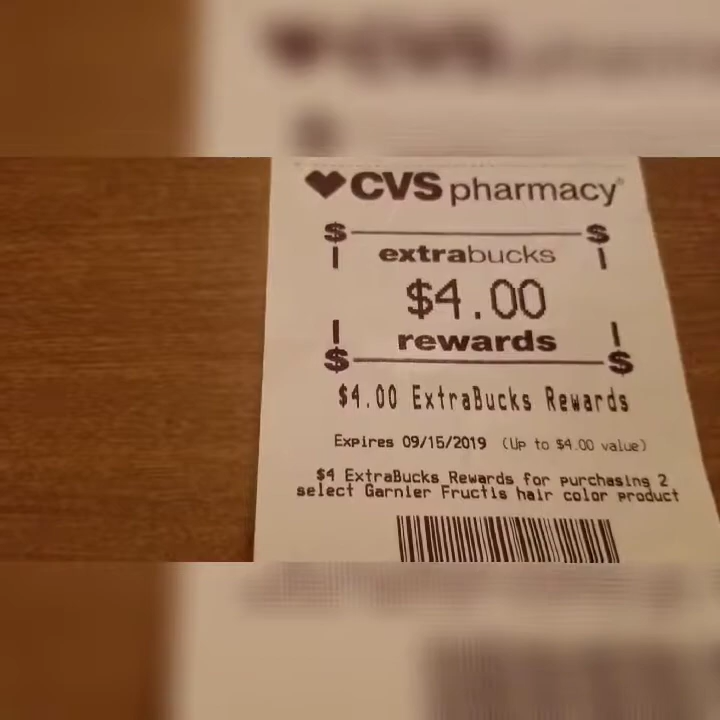 CVS pharmacy®
$ $
extrabucks
$4.00
rewards
$ $
$4.00 ExtraBucks Rewards
Expires 09/15/2019 (Up to $4.00 value)
$4 ExtraBucks Rewards for purchasing 2
select Garnier Fructis hair color product